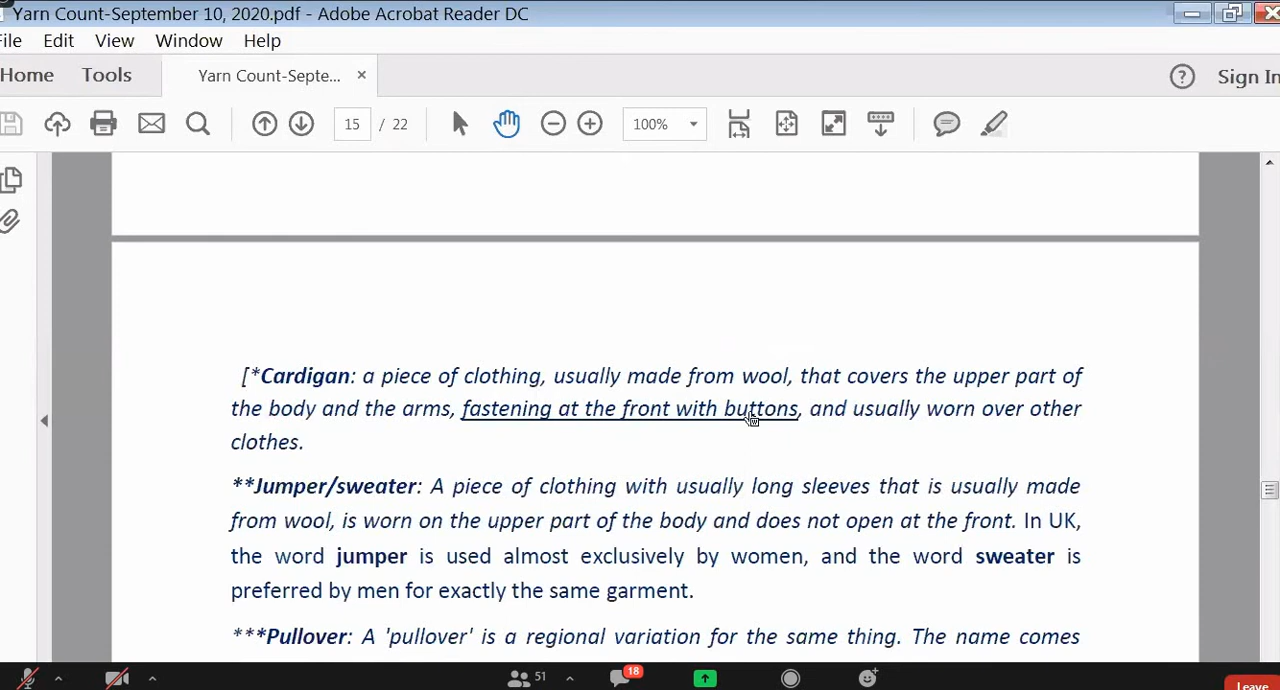 Yarn Count-September 10, 2020.pdf - Adobe Acrobat Reader DC
File Edit View Window Help
Home Tools Yarn Count-Septe... × ? Sign In
15 / 22 100%
[*Cardigan: a piece of clothing, usually made from wool, that covers the upper part of
the body and the arms, fastening at the front with buttons, and usually worn over other
clothes.
**Jumper/sweater: A piece of clothing with usually long sleeves that is usually made
from wool, is worn on the upper part of the body and does not open at the front. In UK,
the word jumper is used almost exclusively by women, and the word sweater is
preferred by men for exactly the same garment.
***Pullover: A 'pullover' is a regional variation for the same thing. The name comes
51 18 Leave